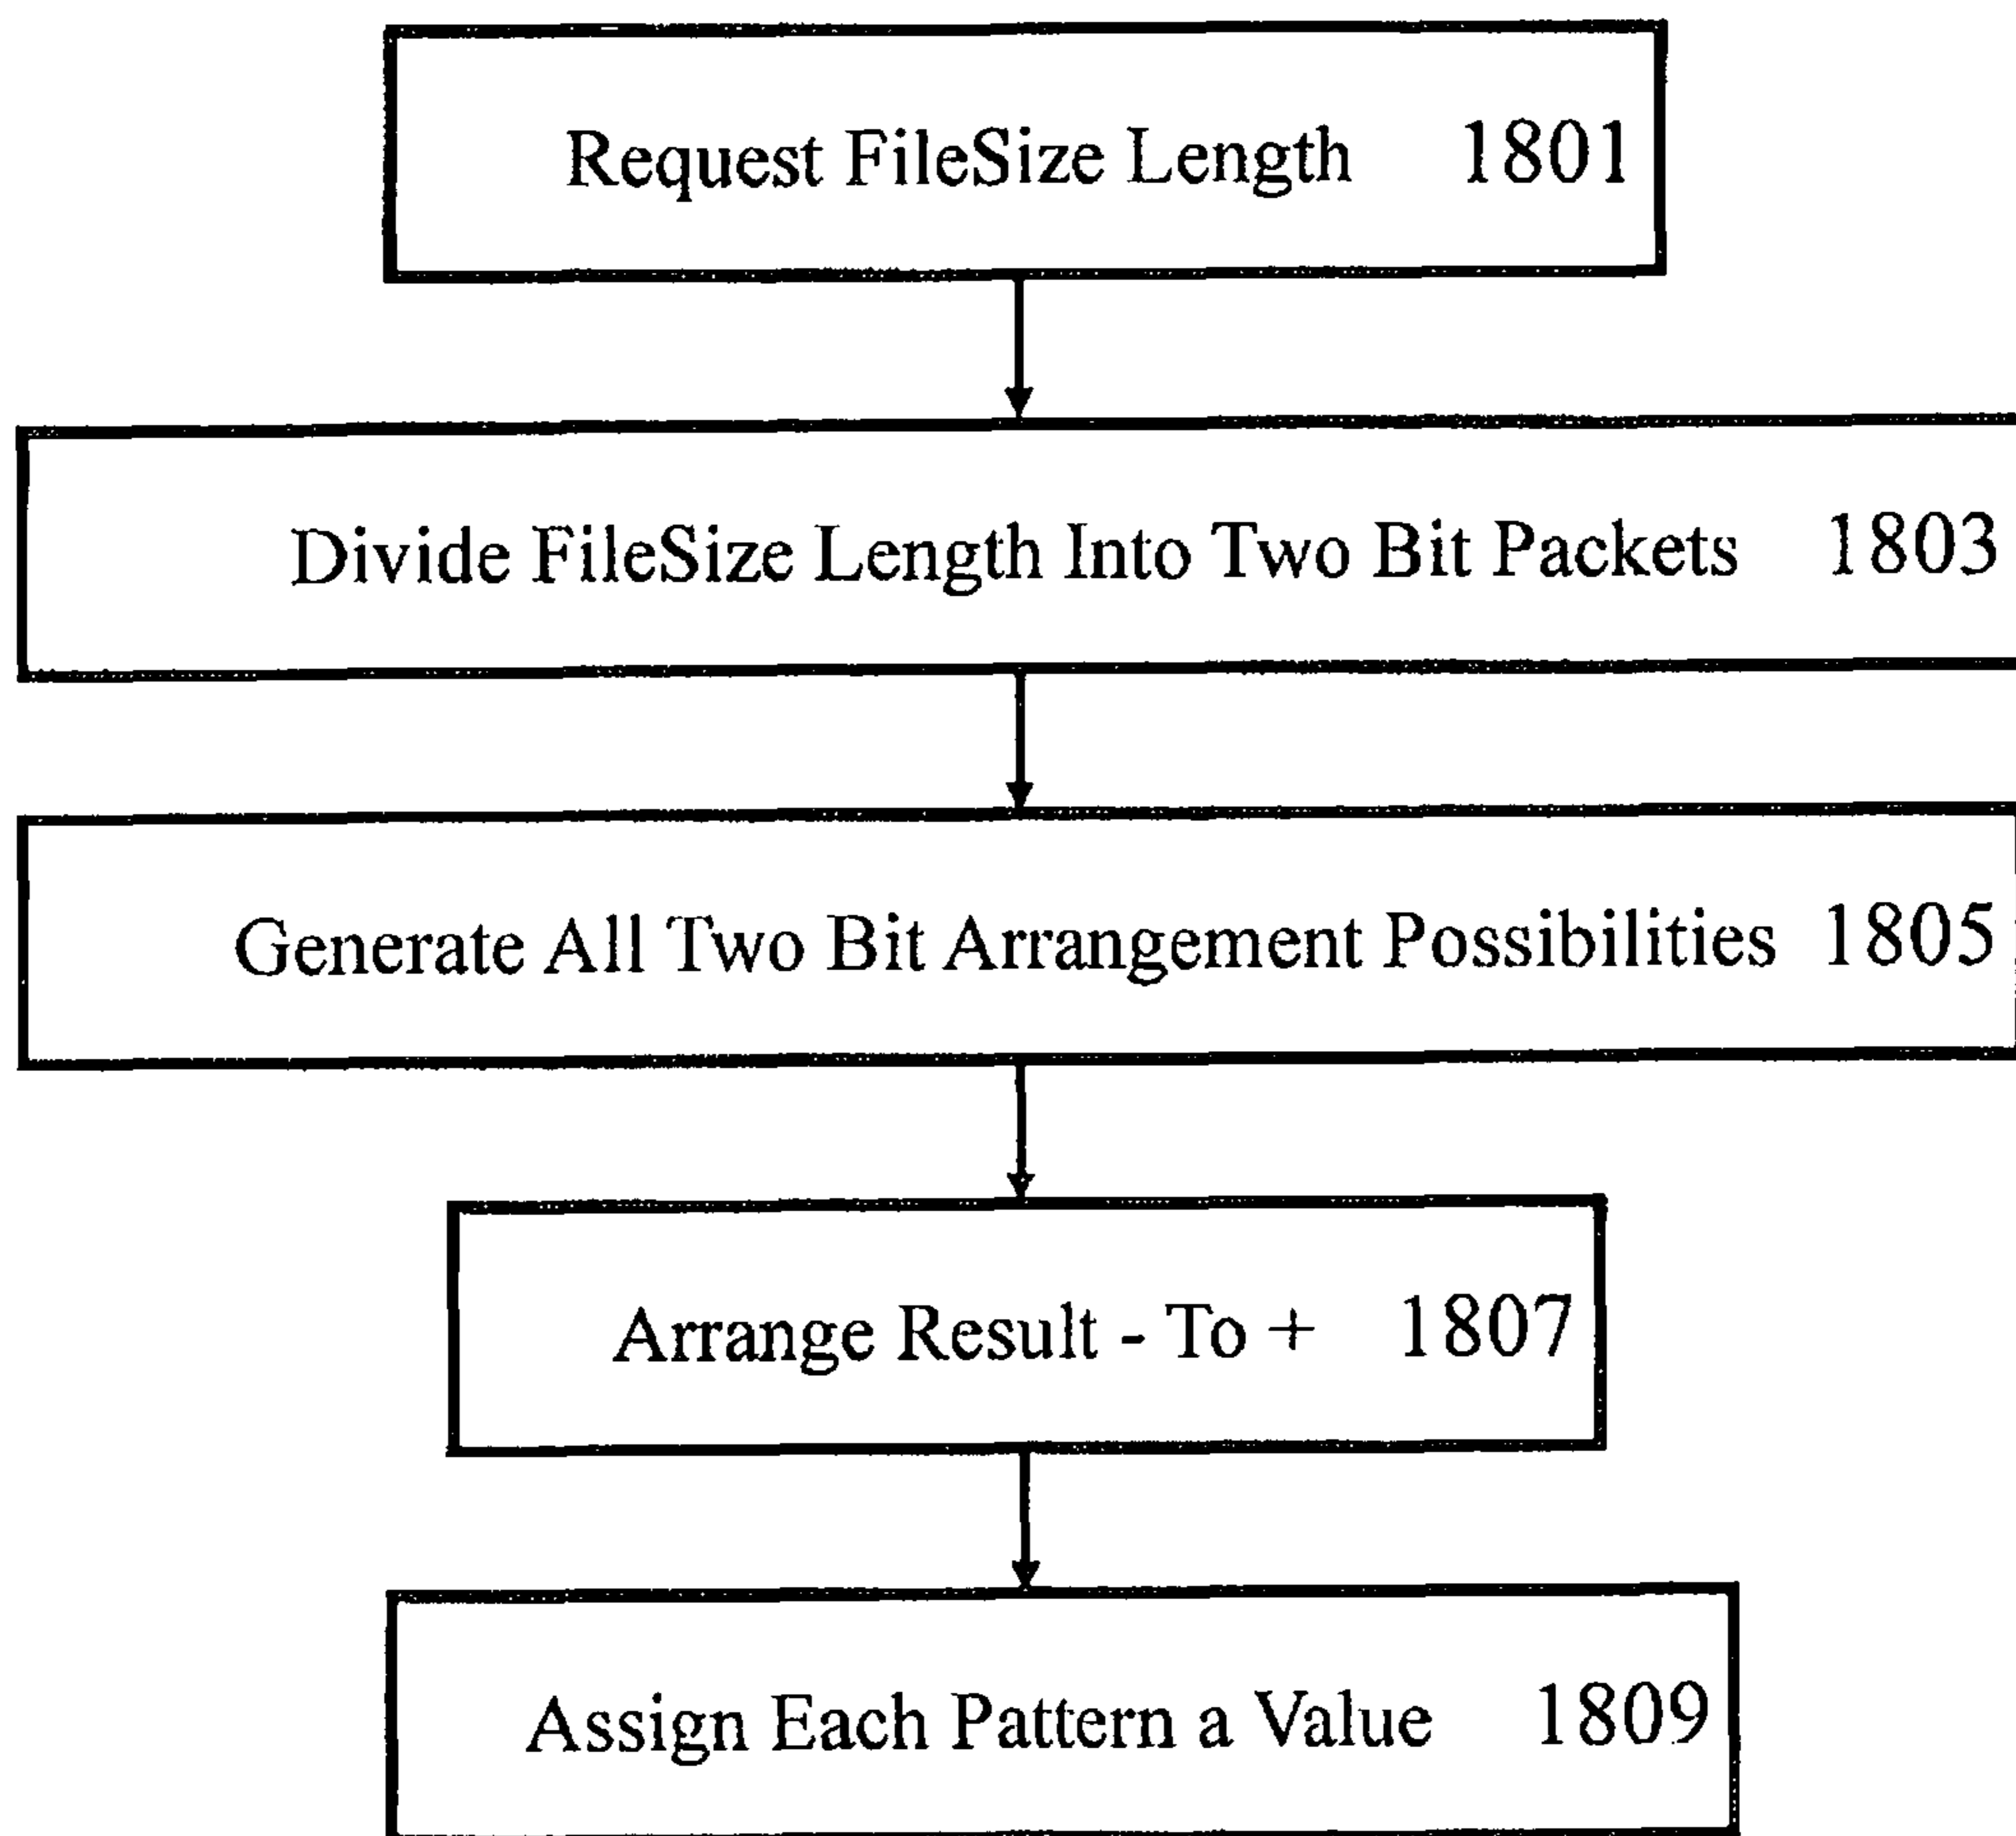 Request FileSize Length 1801
Divide FileSize Length Into Two Bit Packets 1803
Generate All Two Bit Arrangement Possibilities 1805
Arrange Result - To + 1807
Assign Each Pattern a Value 1809